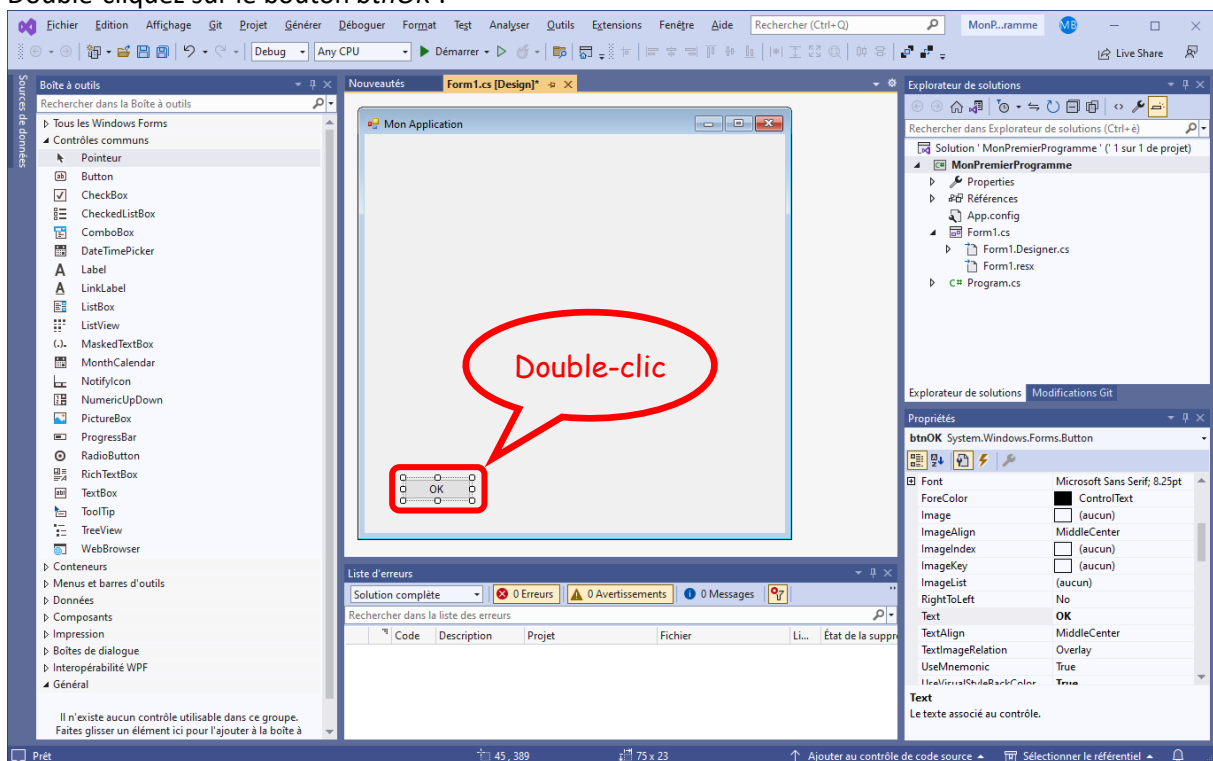 Double-cliquez sur le bouton btnOK :
Fichier Edition Affichage Git Projet Générer Déboguer Format Test Analyser Outils Extensions Fenêtre Aide Rechercher (Ctrl+Q) MonP...ramme MB
Debug Any CPU Démarrer Live Share
Sources de données
Boîte à outils
Rechercher dans la Boîte à outils
Tous les Windows Forms
Contrôles communs
Pointeur
Button
CheckBox
CheckedListBox
ComboBox
DateTimePicker
Label
LinkLabel
ListBox
ListView
MaskedTextBox
MonthCalendar
NotifyIcon
NumericUpDown
PictureBox
ProgressBar
RadioButton
RichTextBox
TextBox
ToolTip
TreeView
WebBrowser
Conteneurs
Menus et barres d'outils
Données
Composants
Impression
Boîtes de dialogue
Interopérabilité WPF
Général
Il n'existe aucun contrôle utilisable dans ce groupe.
Faites glisser un élément ici pour l'ajouter à la boîte à
Nouveautés Form1.cs [Design]*
Mon Application
Double-clic
OK
Liste d'erreurs
Solution complète 0 Erreurs 0 Avertissements 0 Messages
Rechercher dans la liste des erreurs
Code Description Projet Fichier Li... État de la suppre
Explorateur de solutions
Rechercher dans Explorateur de solutions (Ctrl+è)
Solution ' MonPremierProgramme ' (' 1 sur 1 de projet)
MonPremierProgramme
Properties
Références
App.config
Form1.cs
Form1.Designer.cs
Form1.resx
C# Program.cs
Explorateur de solutions Modifications Git
Propriétés
btnOK System.Windows.Forms.Button
Font Microsoft Sans Serif; 8.25pt
ForeColor ControlText
Image (aucun)
ImageAlign MiddleCenter
ImageIndex (aucun)
ImageKey (aucun)
ImageList (aucun)
RightToLeft No
Text OK
TextAlign MiddleCenter
TextImageRelation Overlay
UseMnemonic True
UseVisualStyleBackColor True
Text
Le texte associé au contrôle.
Prêt 45 , 389 75 x 23 Ajouter au contrôle de code source Sélectionner le référentiel